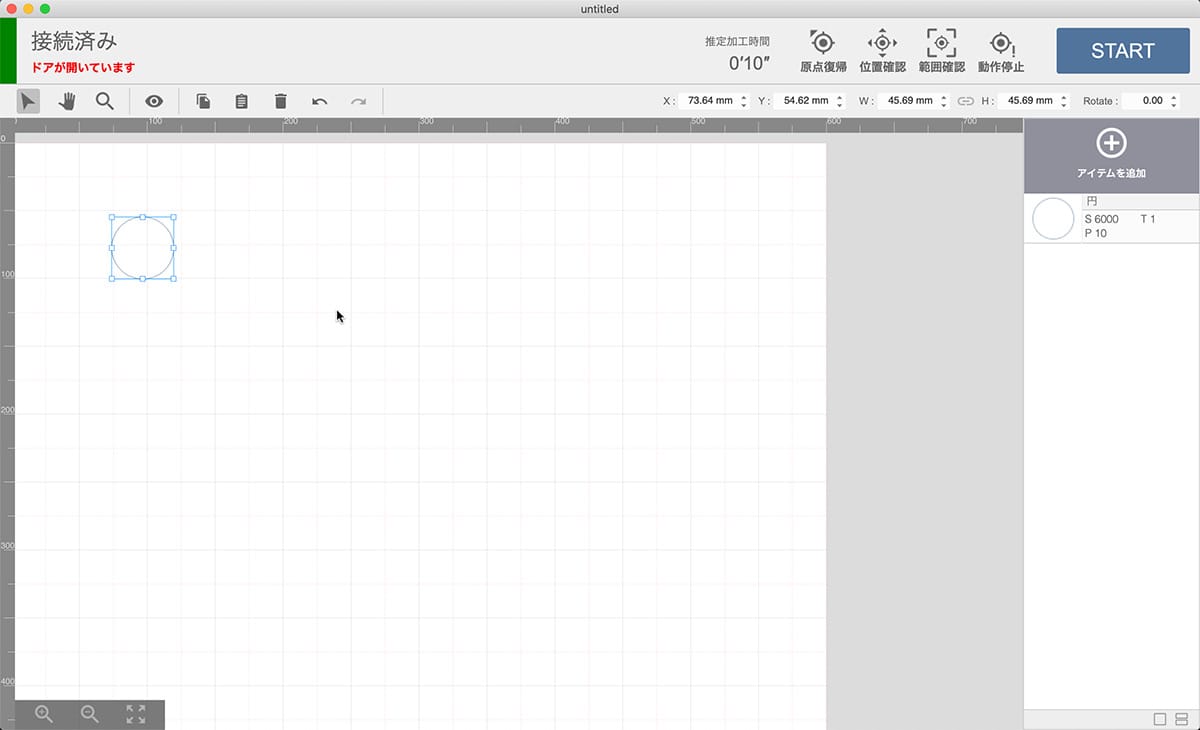 untitled
接続済み
ドアが開いています
推定加工時間
0′10″
原点復帰 位置確認 範囲確認 動作停止
START
X : 73.64 mm Y : 54.62 mm W : 45.69 mm H : 45.69 mm Rotate : 0.00
100 200 300 400 500 600 700
0
100
200
300
400
アイテムを追加
円
S 6000 T 1
P 10